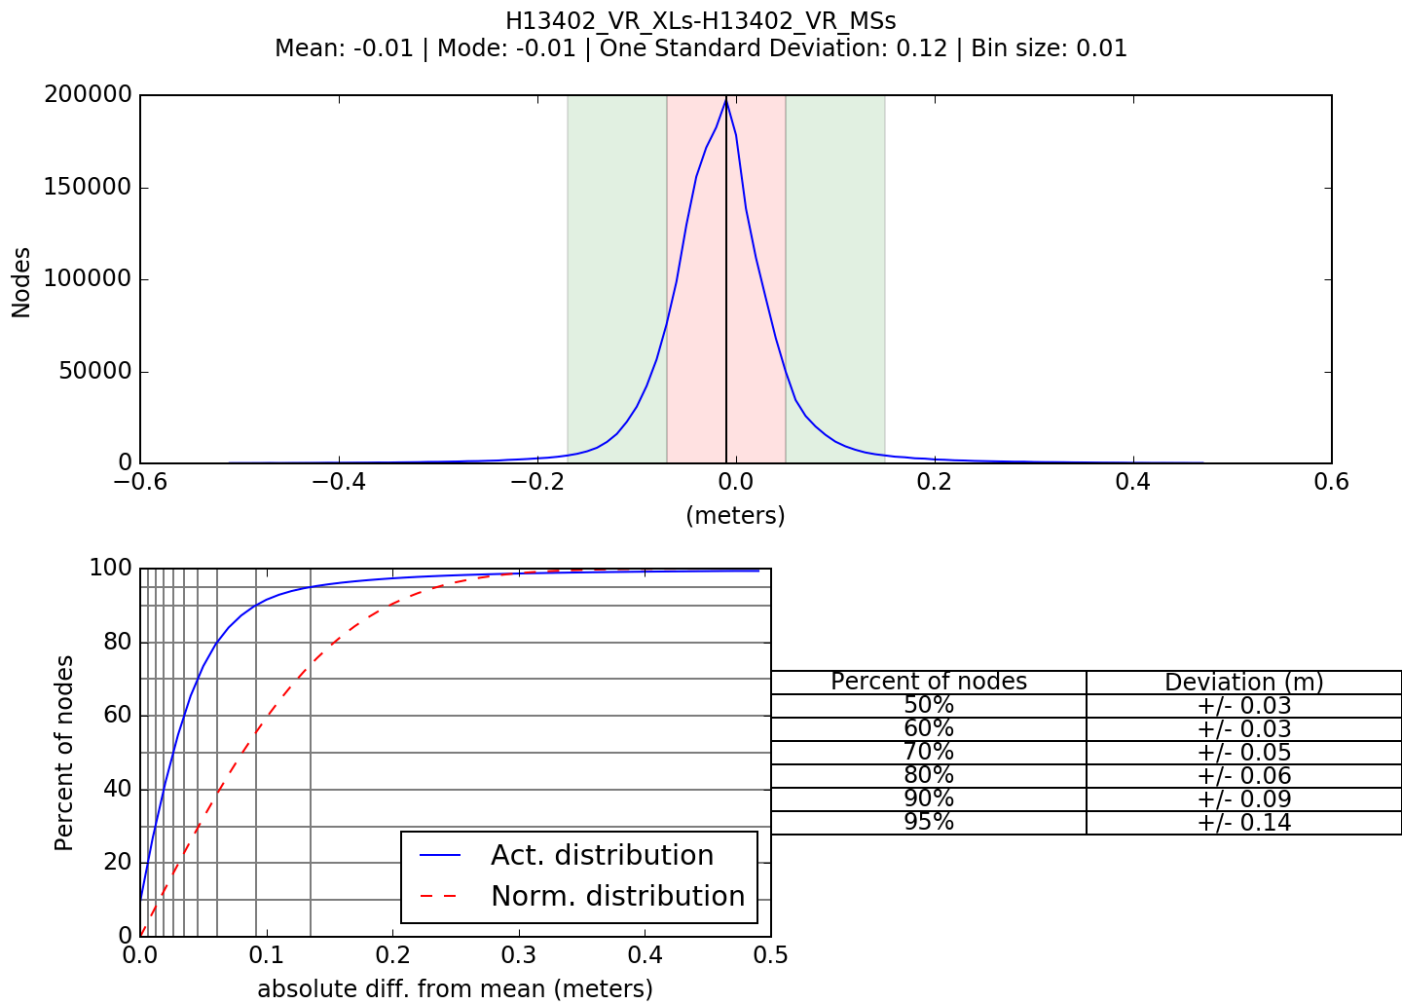 H13402_VR_XLs-H13402_VR_MSs
Mean: -0.01 | Mode: -0.01 | One Standard Deviation: 0.12 | Bin size: 0.01
200000
150000
100000
50000
0
Nodes
−0.6 −0.4 −0.2 0.0 0.2 0.4 0.6
(meters)
100
80
60
40
20
0
Percent of nodes
Act. distribution
Norm. distribution
0.0 0.1 0.2 0.3 0.4 0.5
absolute diff. from mean (meters)
Percent of nodes Deviation (m)
50% +/- 0.03
60% +/- 0.03
70% +/- 0.05
80% +/- 0.06
90% +/- 0.09
95% +/- 0.14